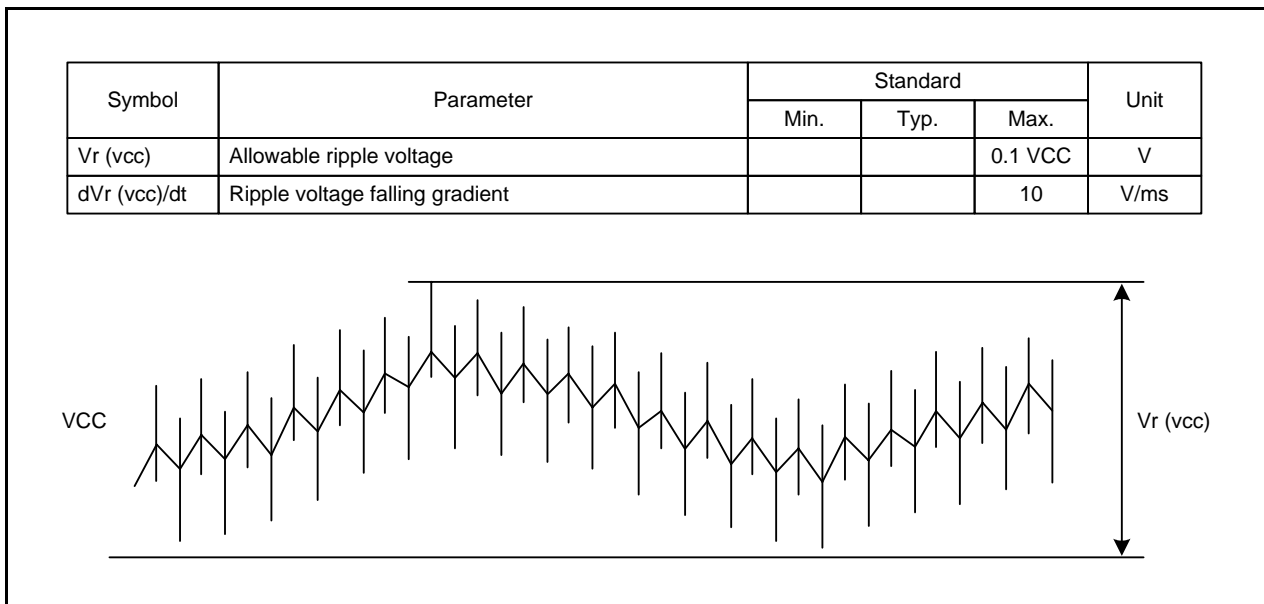 Symbol Parameter Standard Unit
Min. Typ. Max.
Vr (vcc) Allowable ripple voltage 0.1 VCC V
dVr (vcc)/dt Ripple voltage falling gradient 10 V/ms
VCC
Vr (vcc)